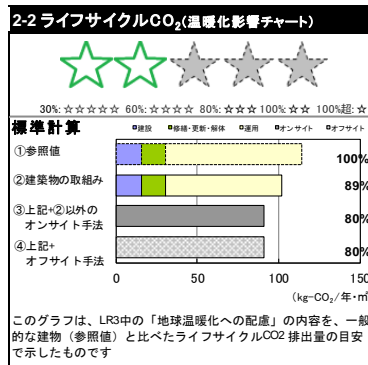 2-2 ライフサイクルCO₂(温暖化影響チャート)
30%: ☆☆☆☆☆ 60%: ☆☆☆☆ 80%: ☆☆☆ 100%: ☆☆ 100%超: ☆
標準計算
建設 修繕・更新・解体 運用 オンサイト オフサイト
①参照値 100%
②建築物の取組み 89%
③上記+②以外の
オンサイト手法 80%
④上記+
オフサイト手法 80%
0 50 100 150
(kg-CO₂/年・㎡
このグラフは、LR3中の「地球温暖化への配慮」の内容を、一般
的な建物（参照値）と比べたライフサイクルCO2 排出量の目安
で示したものです